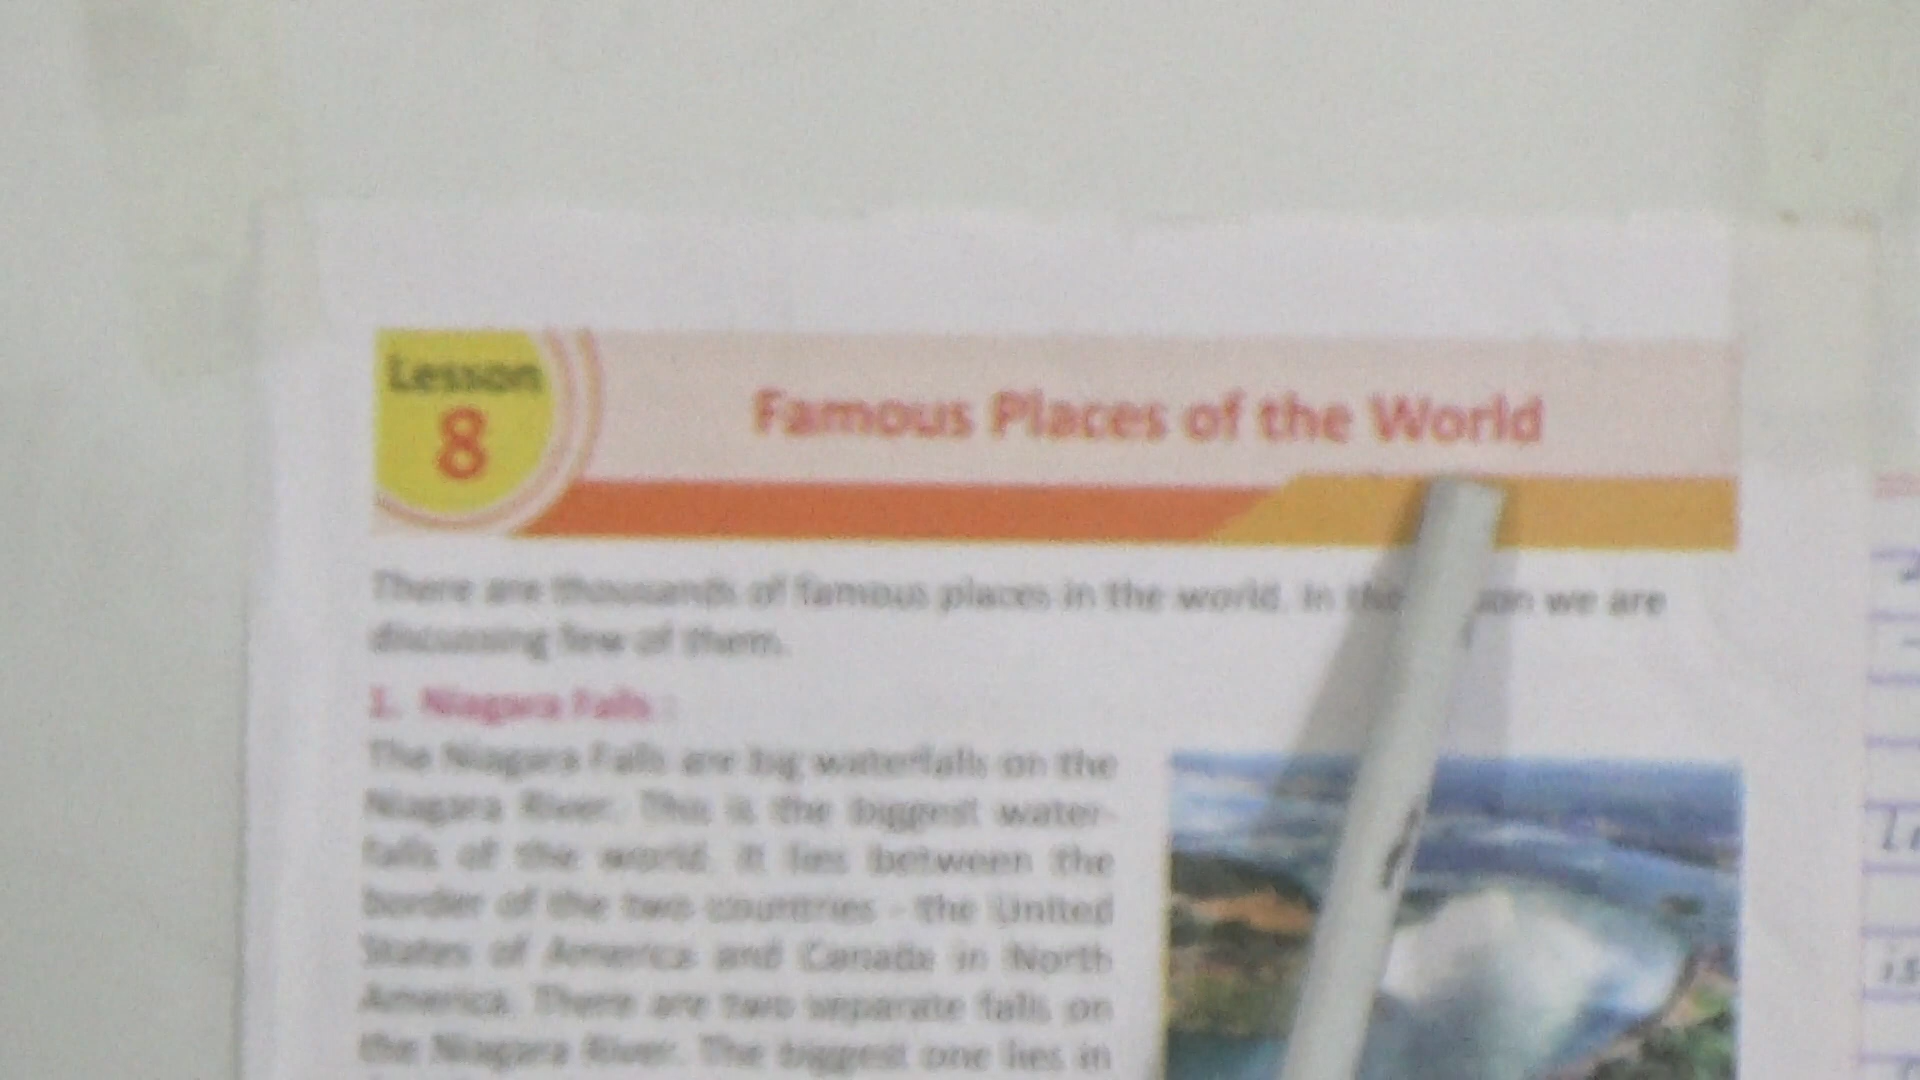 Lesson
8
Famous Places of the World
There are thousands of famous places in the world. In the we are
discussing few of them.
1. Niagara Falls :
The Niagara Falls are big waterfalls on the
Niagara River. This is the biggest water-
falls of the world. It lies between the
border of the two countries - the United
States of America and Canada in North
America. There are two separate falls on
the Niagara River. The biggest one lies in